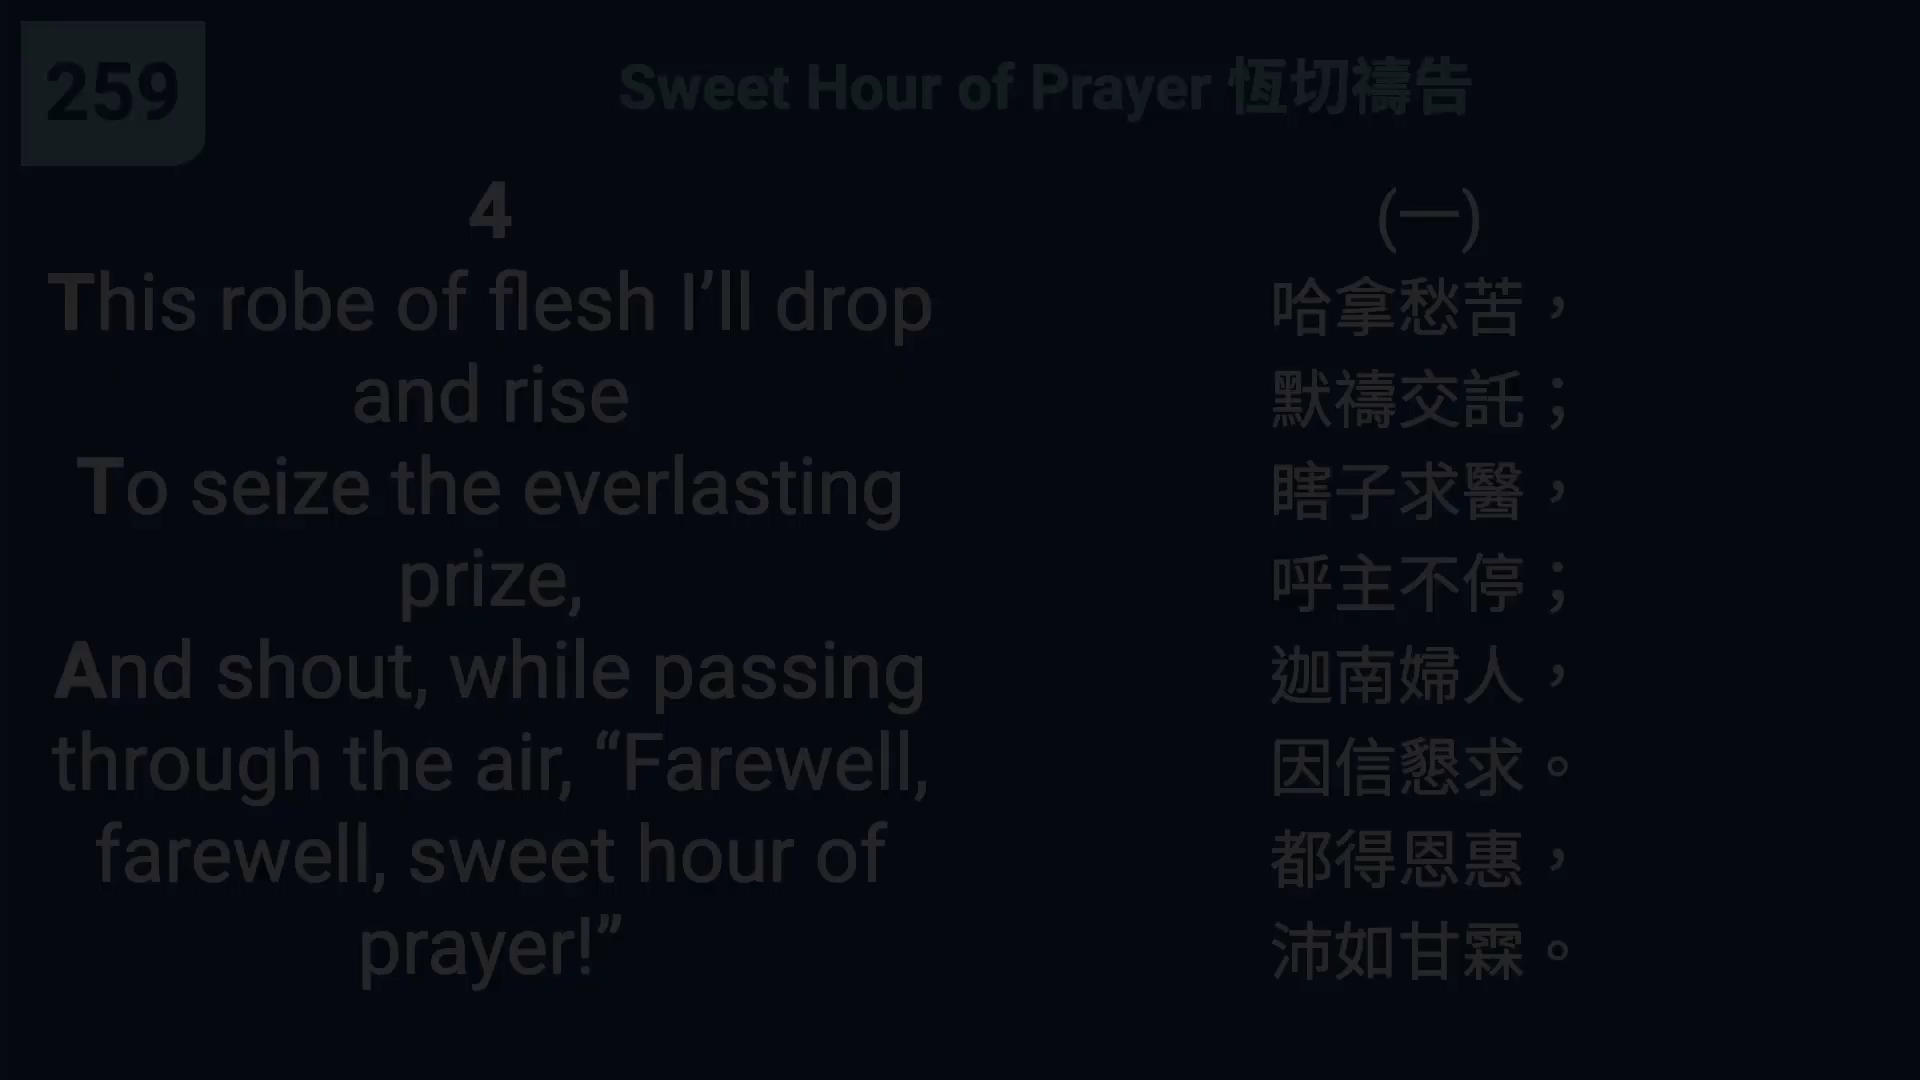 259
Sweet Hour of Prayer 恆切禱告
4
This robe of flesh I’ll drop
and rise
To seize the everlasting
prize,
And shout, while passing
through the air, “Farewell,
farewell, sweet hour of
prayer!”
(一)
哈拿愁苦，
默禱交託；
瞎子求醫，
呼主不停；
迦南婦人，
因信懇求。
都得恩惠，
沛如甘霖。